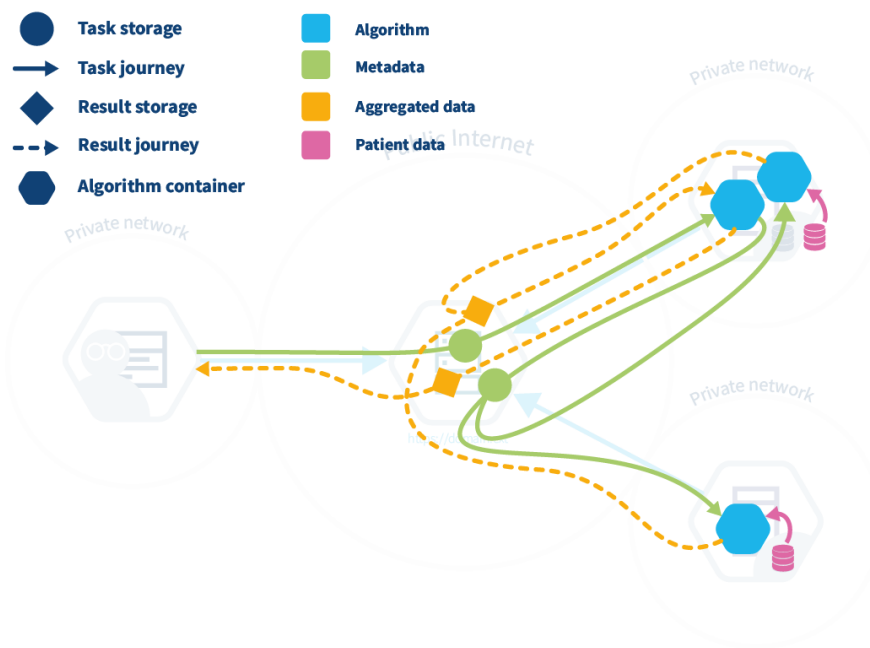 Task storage
Task journey
Result storage
Result journey
Algorithm container
Algorithm
Metadata
Aggregated data
Patient data
Public Internet
Private network
Private network
Private network